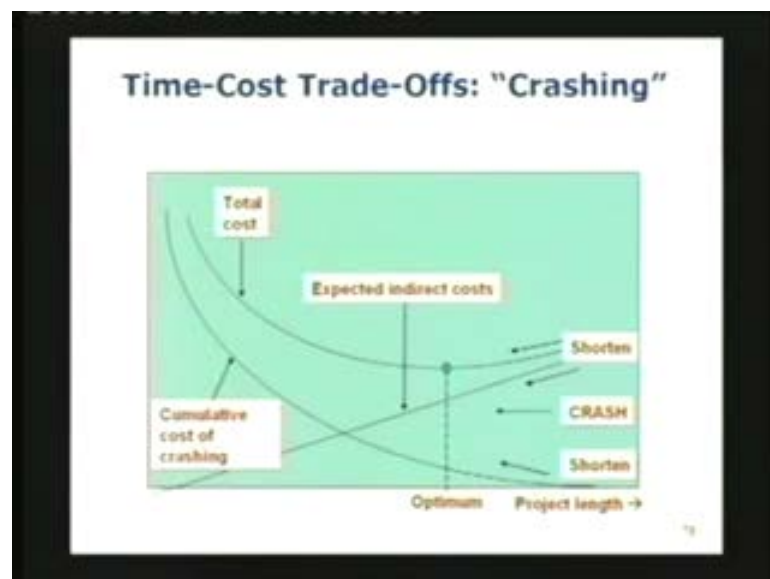 Time-Cost Trade-Offs: “Crashing”
Total
cost
Expected indirect costs
Shorten
CRASH
Cumulative
cost of
crashing
Shorten
Optimum
Project length →